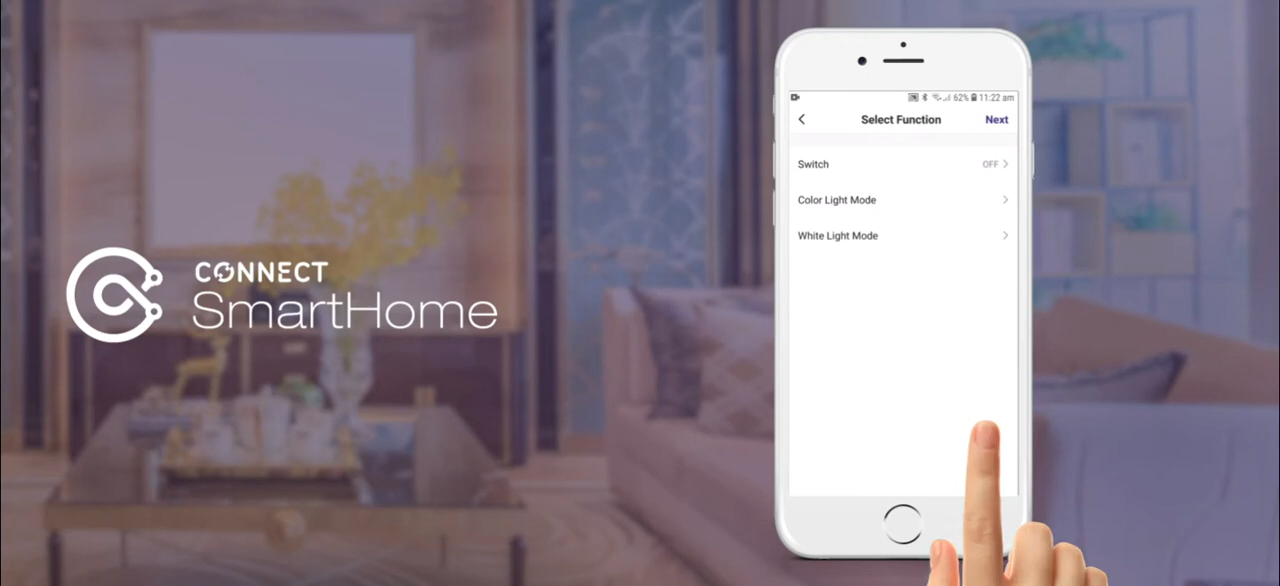 CONNECT
SmartHome
62% 11:22 am
Select Function Next
Switch OFF
Color Light Mode
White Light Mode